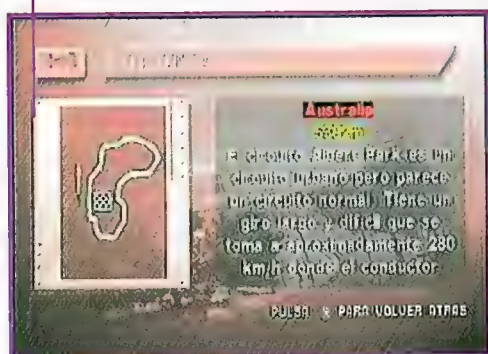 Australia
El circuito Albert Park es un
circuito urbano pero parece
un circuito normal. Tiene un
giro largo y difícil que se
toma a aproximadamente 280
km/h donde el conductor
PULSA PARA VOLVER ATRAS